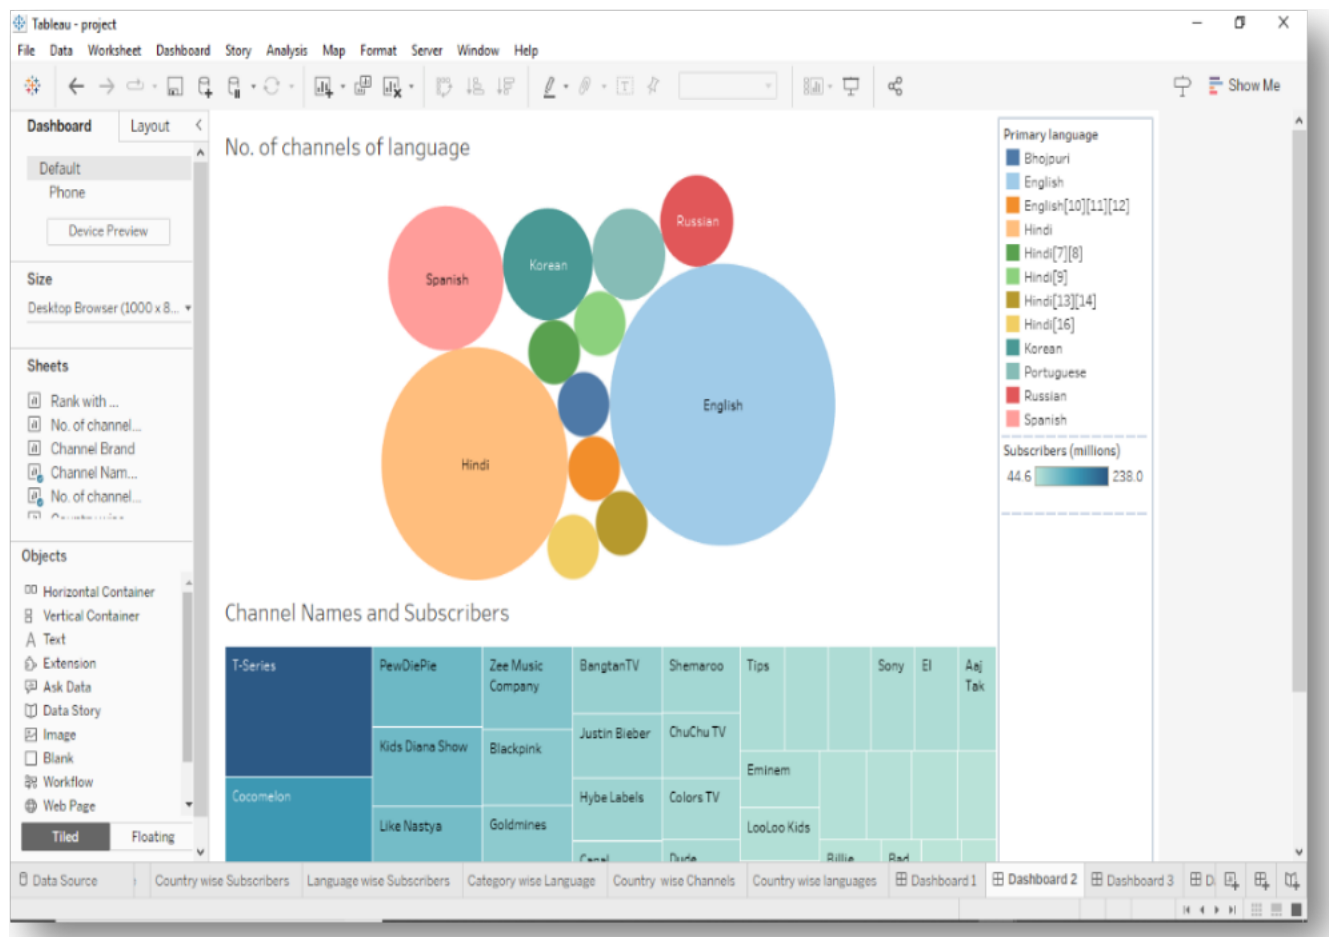 Tableau - project
File Data Worksheet Dashboard Story Analysis Map Format Server Window Help
Show Me
Dashboard Layout
Default
Phone
Device Preview
Size
Desktop Browser (1000 x 8...
Sheets
Rank with ...
No. of channel...
Channel Brand
Channel Nam...
No. of channel...
Objects
Horizontal Container
Vertical Container
Text
Extension
Ask Data
Data Story
Image
Blank
Workflow
Web Page
Tiled Floating
No. of channels of language
Russian
Spanish
Korean
English
Hindi
Primary language
Bhojpuri
English
English[10][11][12]
Hindi
Hindi[7][8]
Hindi[9]
Hindi[13][14]
Hindi[16]
Korean
Portuguese
Russian
Spanish
Subscribers (millions)
44.6 238.0
Channel Names and Subscribers
T-Series
Cocomelon
PewDiePie
Kids Diana Show
Like Nastya
Zee Music
Company
Blackpink
Goldmines
BangtanTV
Justin Bieber
Hybe Labels
Canal
Shemaroo
ChuChu TV
Colors TV
Dude
Tips
Eminem
LooLoo Kids
Billie
Bad
Sony
El
Aaj
Tak
Data Source Country wise Subscribers Language wise Subscribers Category wise Language Country wise Channels Country wise languages Dashboard 1 Dashboard 2 Dashboard 3 D